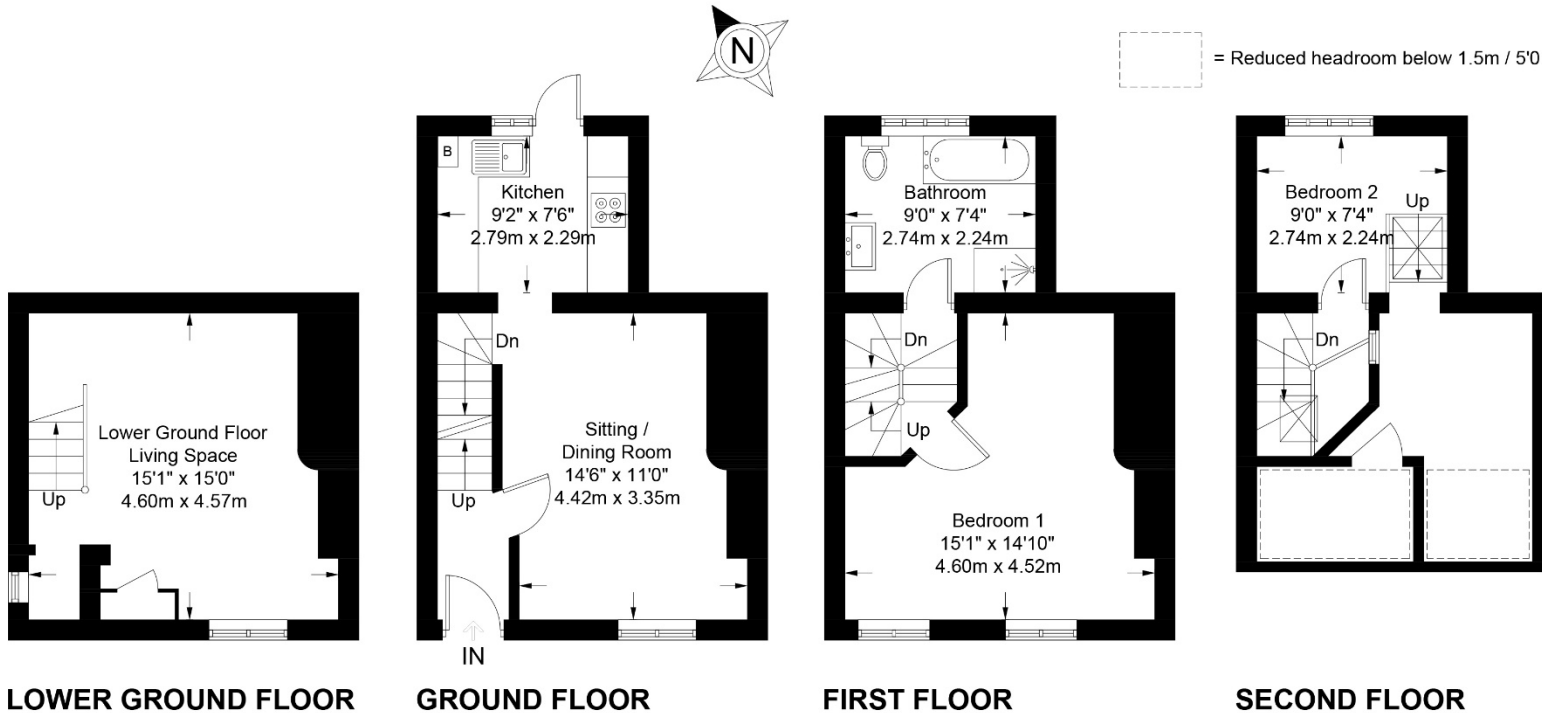 N
= Reduced headroom below 1.5m / 5'0
Lower Ground Floor
Living Space
15'1" x 15'0"
4.60m x 4.57m
Up
LOWER GROUND FLOOR
B
Kitchen
9'2" x 7'6"
2.79m x 2.29m
Dn
Sitting /
Dining Room
14'6" x 11'0"
4.42m x 3.35m
Up
IN
GROUND FLOOR
Bathroom
9'0" x 7'4"
2.74m x 2.24m
Dn
Up
Bedroom 1
15'1" x 14'10"
4.60m x 4.52m
FIRST FLOOR
Bedroom 2
9'0" x 7'4"
2.74m x 2.24m
Up
Dn
SECOND FLOOR